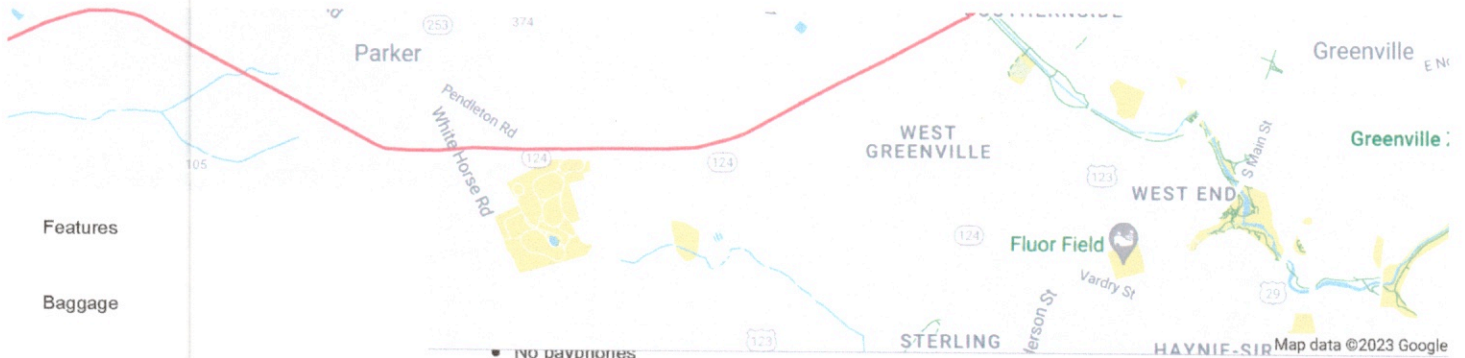 253
374
Parker
Greenville
Pendleton Rd
White Horse Rd
WEST
GREENVILLE
S Main St
Greenville
105
124
124
123
WEST END
Features
124
Fluor Field
Vardry St
29
Baggage
123
STERLING
Map data ©2023 Google
No payphones